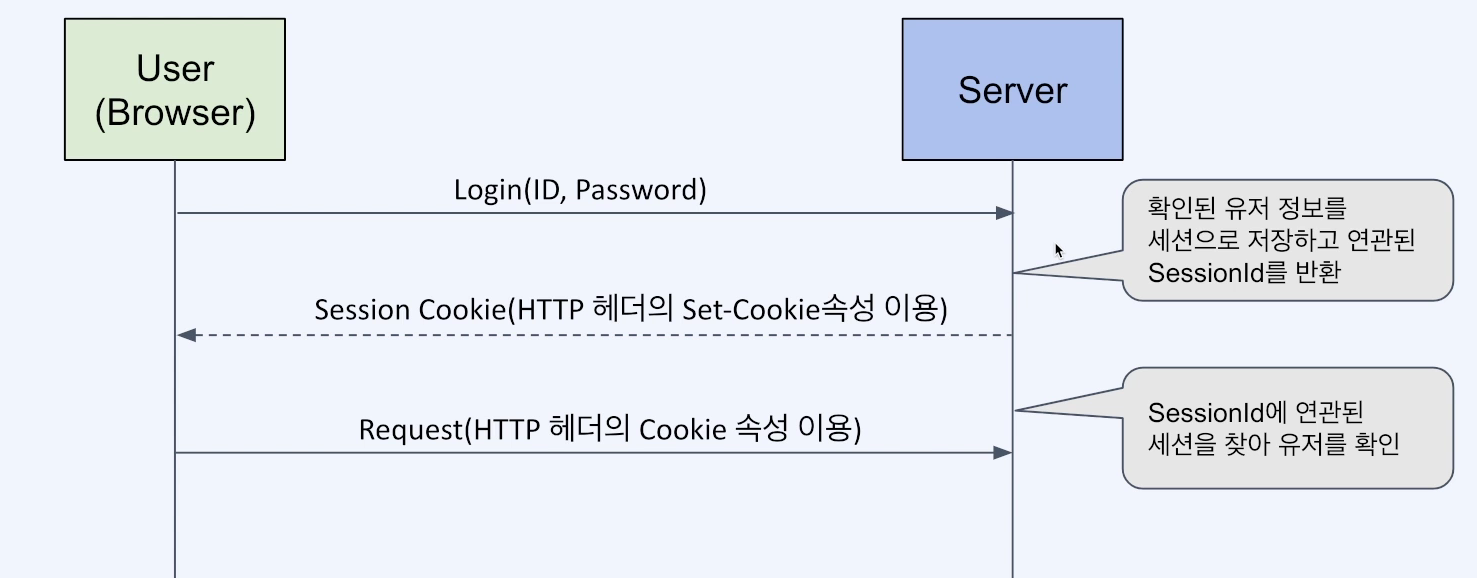 User
(Browser)
Server
Login(ID, Password)
확인된 유저 정보를
세션으로 저장하고 연관된
SessionId를 반환
Session Cookie(HTTP 헤더의 Set-Cookie속성 이용)
Request(HTTP 헤더의 Cookie 속성 이용)
SessionId에 연관된
세션을 찾아 유저를 확인